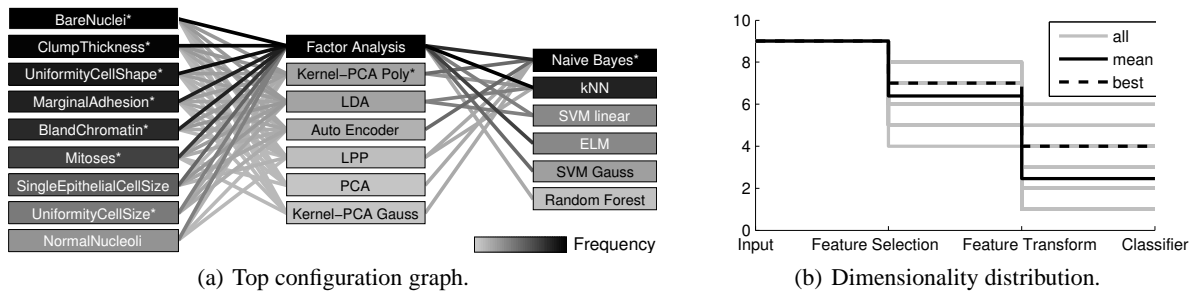 BareNuclei*
ClumpThickness*
UniformityCellShape*
MarginalAdhesion*
BlandChromatin*
Mitoses*
SingleEpithelialCellSize
UniformityCellSize*
NormalNucleoli
Factor Analysis
Kernel−PCA Poly*
LDA
Auto Encoder
LPP
PCA
Kernel−PCA Gauss
Naive Bayes*
kNN
SVM linear
ELM
SVM Gauss
Random Forest
Frequency
(a) Top configuration graph.
10
8
6
4
2
0
Input
Feature Selection
Feature Transform
Classifier
all
mean
best
(b) Dimensionality distribution.